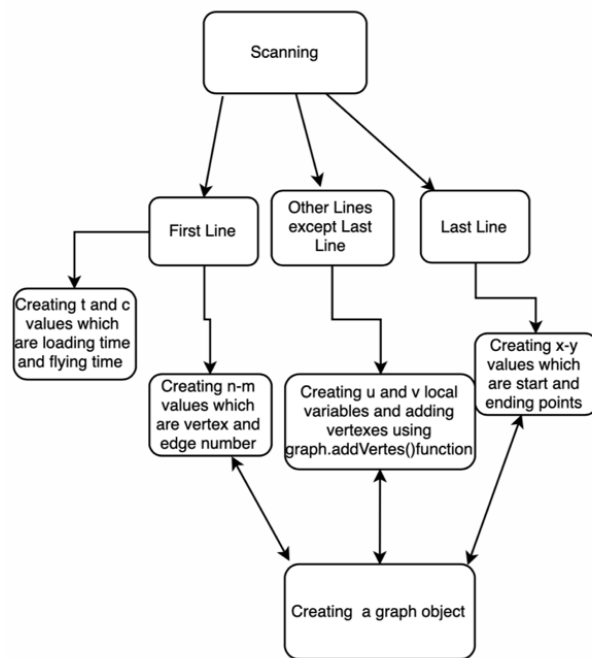 Scanning
First Line
Other Lines
except Last
Line
Last Line
Creating t and c
values which
are loading time
and flying time
Creating n-m
values which
are vertex and
edge number
Creating u and v local
variables and adding
vertexes using
graph.addVertes()function
Creating x-y
values which
are start and
ending points
Creating a graph object